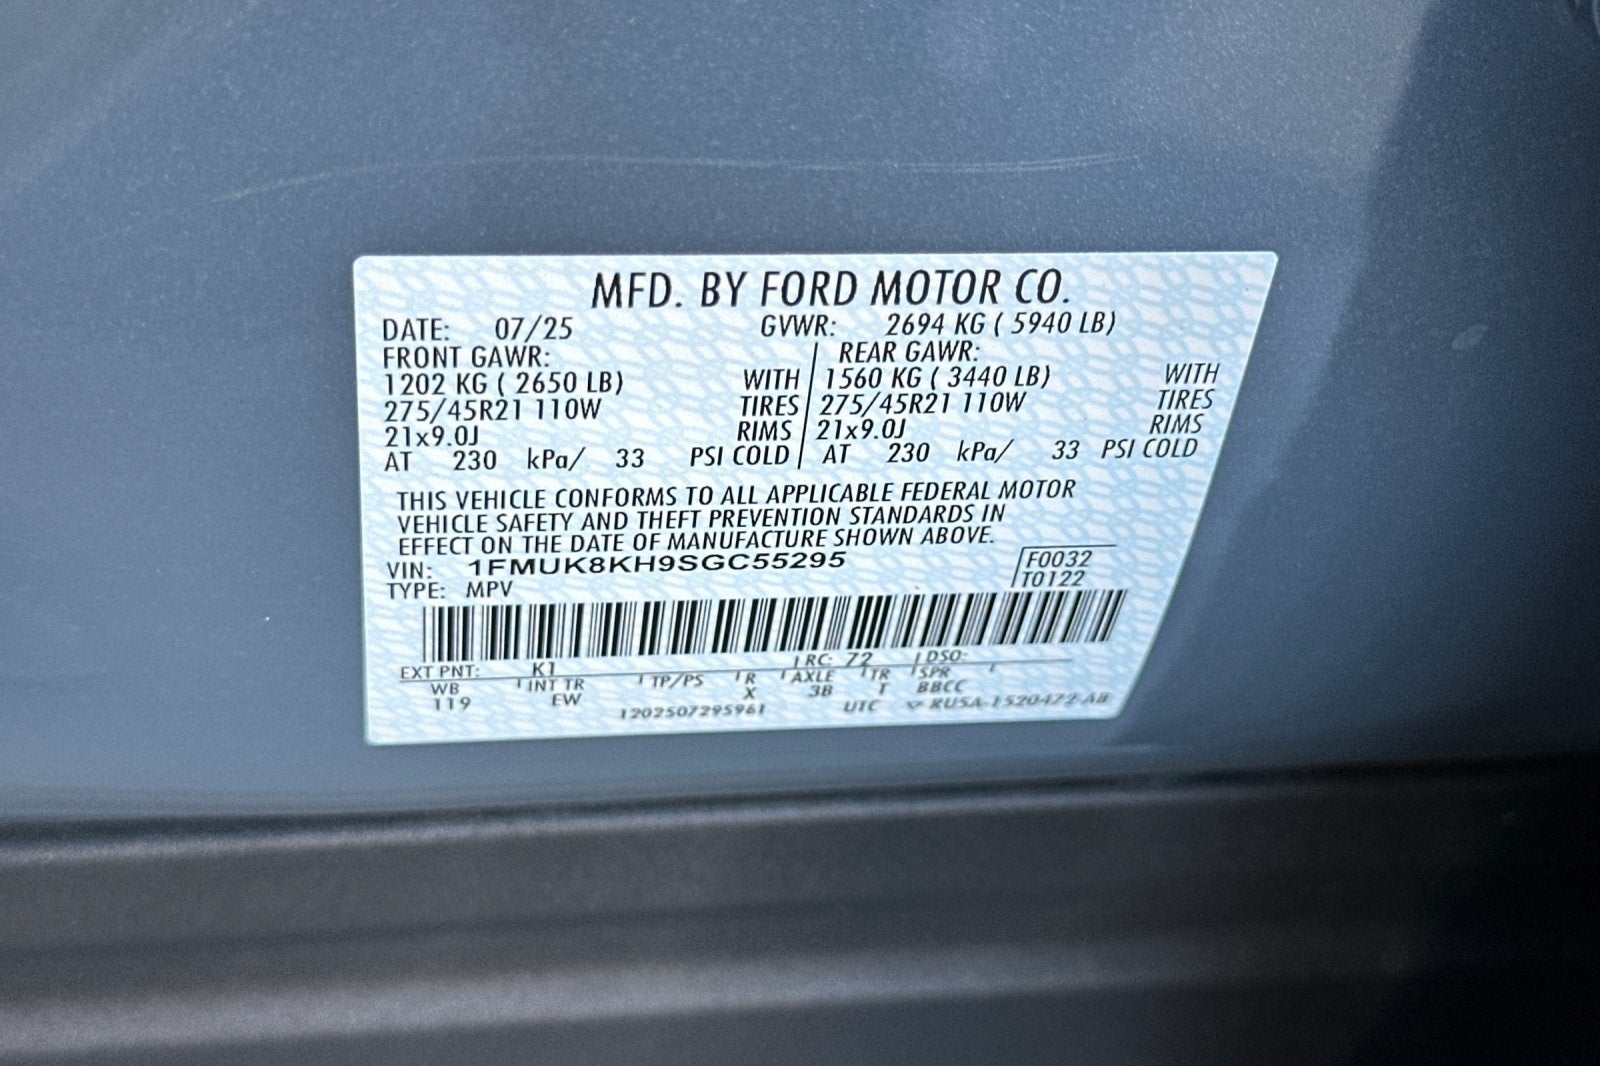 MFD. BY FORD MOTOR CO.
DATE: 07/25 GVWR: 2694 KG ( 5940 LB)
FRONT GAWR: REAR GAWR:
1202 KG ( 2650 LB) WITH 1560 KG ( 3440 LB) WITH
275/45R21 110W TIRES 275/45R21 110W TIRES
21x9.0J RIMS 21x9.0J RIMS
AT 230 kPa/ 33 PSI COLD AT 230 kPa/ 33 PSI COLD
THIS VEHICLE CONFORMS TO ALL APPLICABLE FEDERAL MOTOR
VEHICLE SAFETY AND THEFT PREVENTION STANDARDS IN
EFFECT ON THE DATE OF MANUFACTURE SHOWN ABOVE.
VIN: 1FMUK8KH9SGC55295 F0032
TYPE: MPV T0122
EXT PNT: K1 RC: 72 DSO:
WB INT TR TP/PS R AXLE TR SPR
119 EW X 3B T BBCC
1202507295961 UTC RU5A-1520472-AB